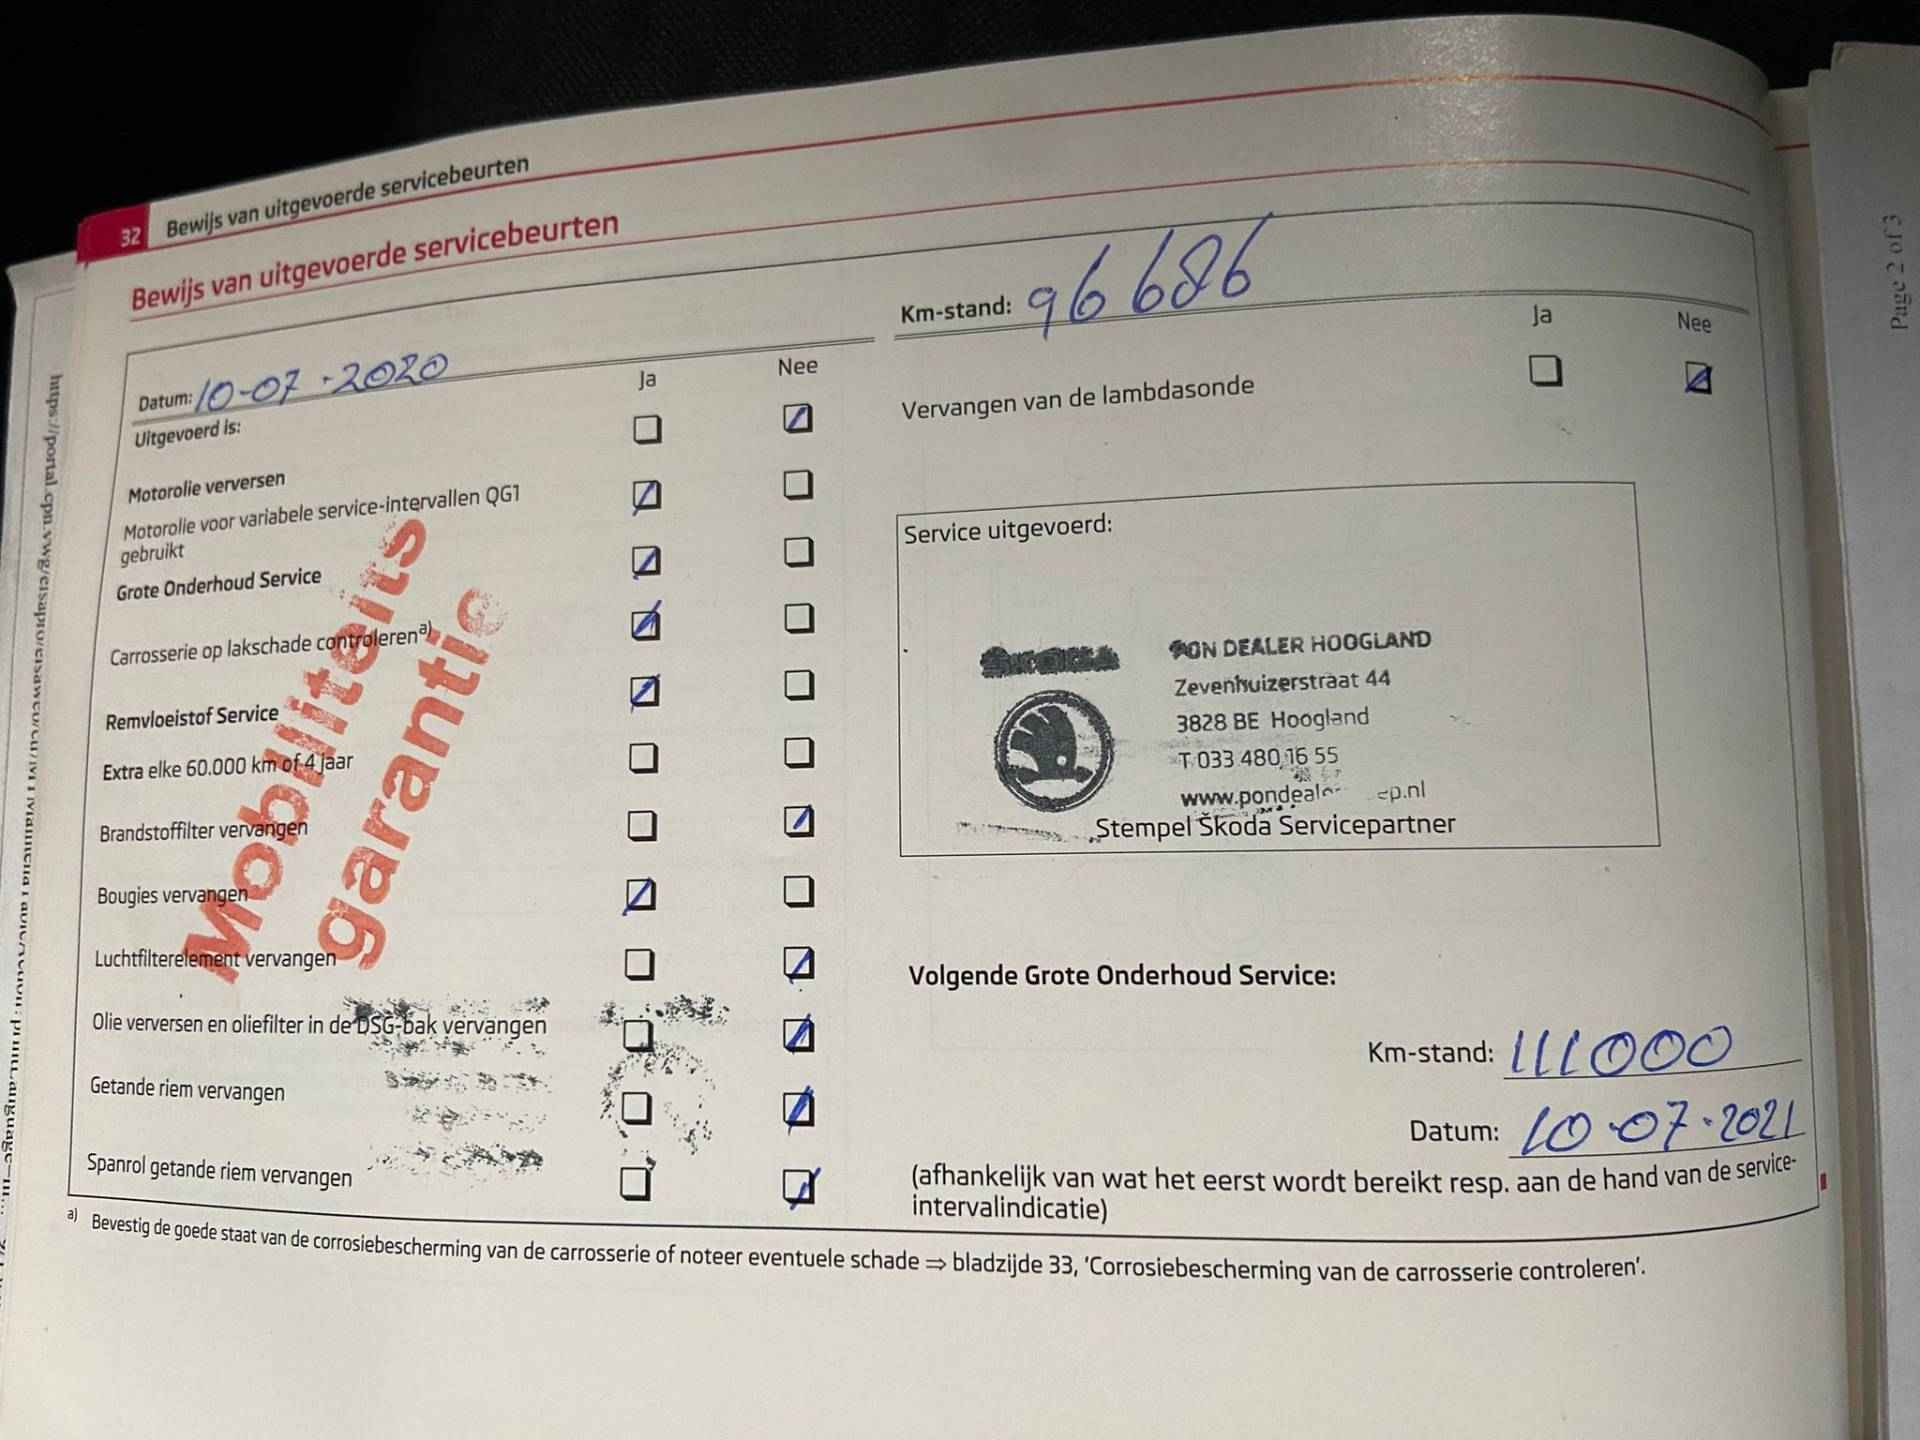 32 Bewijs van uitgevoerde servicebeurten
Bewijs van uitgevoerde servicebeurten
Datum: 10-07-2020
Km-stand: 96 686
Uitgevoerd is:
Ja Nee
Motorolie verversen
Motorolie voor variabele service-intervallen QG1
gebruikt
Grote Onderhoud Service
Carrosserie op lakschade controleren a)
Remvloeistof Service
Extra elke 60.000 km of 4 jaar
Brandstoffilter vervangen
Bougies vervangen
Luchtfilterelement vervangen
Olie verversen en oliefilter in de DSG-bak vervangen
Getande riem vervangen
Spanrol getande riem vervangen
Mobiliteits
garantie
Ja Nee
Vervangen van de lambdasonde
Service uitgevoerd:
PON DEALER HOOGLAND
Zevenhuizerstraat 44
3828 BE Hoogland
T 033 480 16 55
Stempel Škoda Servicepartner
Volgende Grote Onderhoud Service:
Km-stand: 111000
Datum: 10-07-2021
(afhankelijk van wat het eerst wordt bereikt resp. aan de hand van de service-
intervalindicatie)
a) Bevestig de goede staat van de corrosiebescherming van de carrosserie of noteer eventuele schade ⇒ bladzijde 33, 'Corrosiebescherming van de carrosserie controleren'.
Page 2 of 3